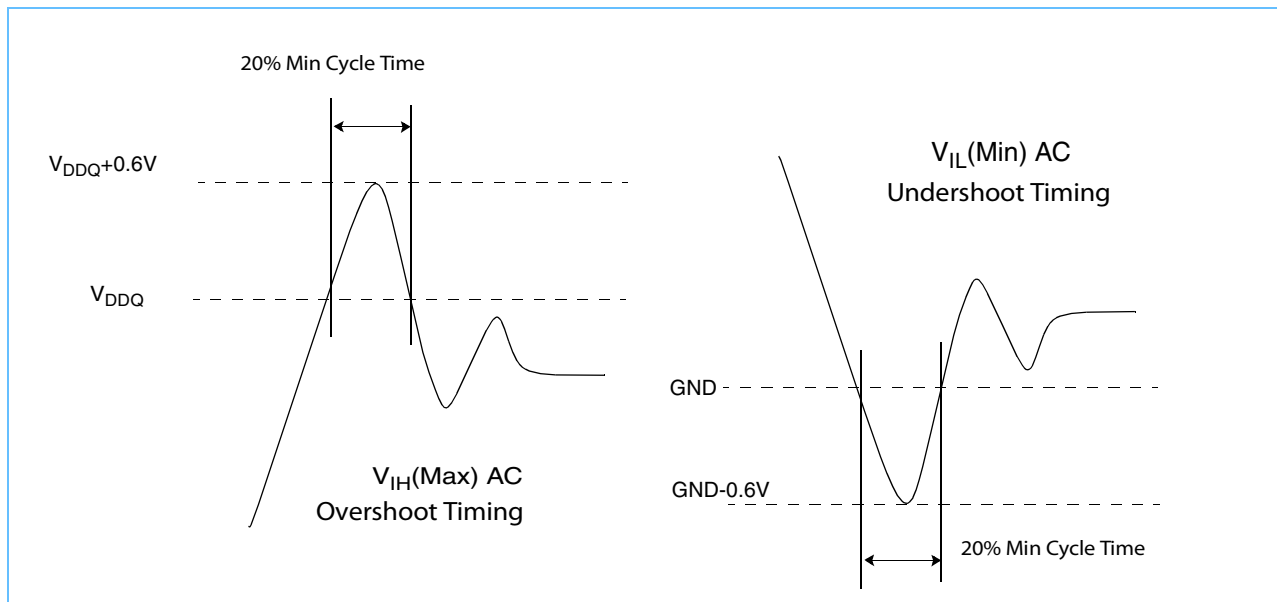 20% Min Cycle Time
VDDQ+0.6V
VDDQ
VIH(Max) AC
Overshoot Timing
VIL(Min) AC
Undershoot Timing
GND
GND-0.6V
20% Min Cycle Time